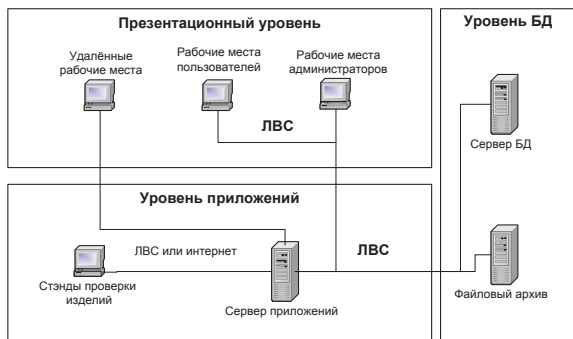 Презентационный уровень
Удалённые
рабочие места
Рабочие места
пользователей
Рабочие места
администраторов
ЛВС
Уровень БД
Сервер БД
Файловый архив
Уровень приложений
ЛВС или интернет
ЛВС
Стэнды проверки
изделий
Сервер приложений